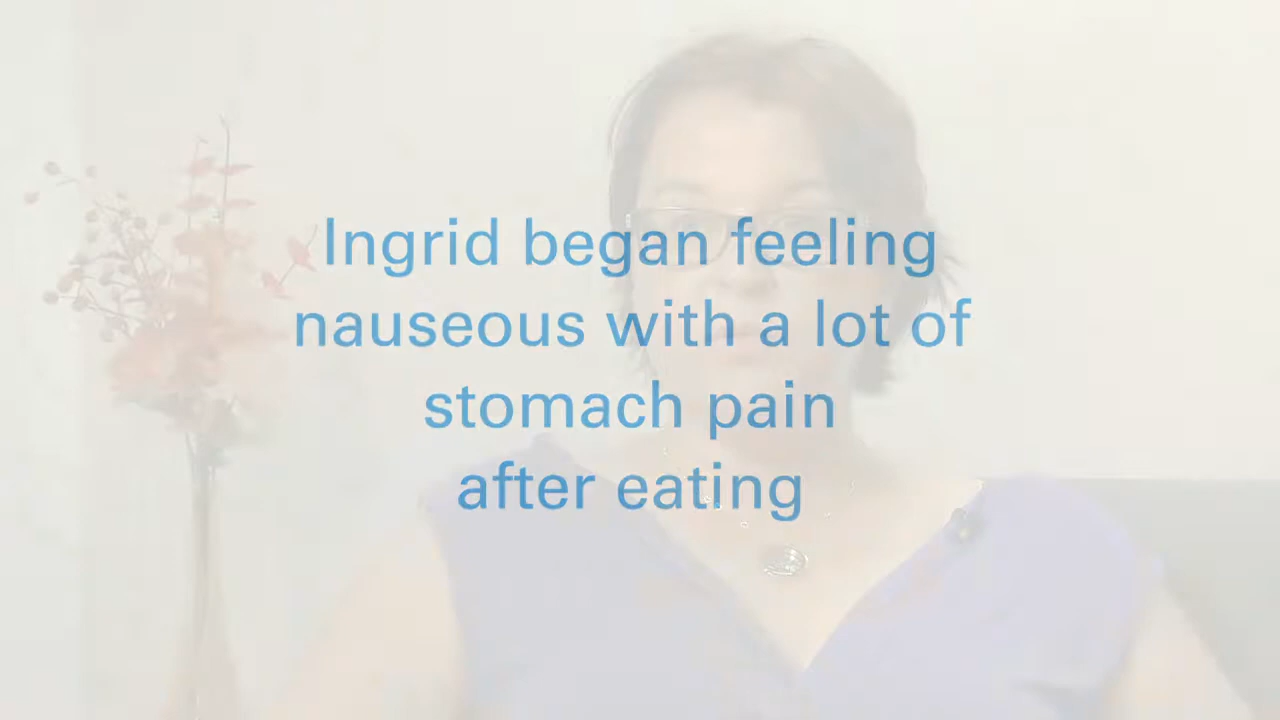 Ingrid began feeling
nauseous with a lot of
stomach pain
after eating